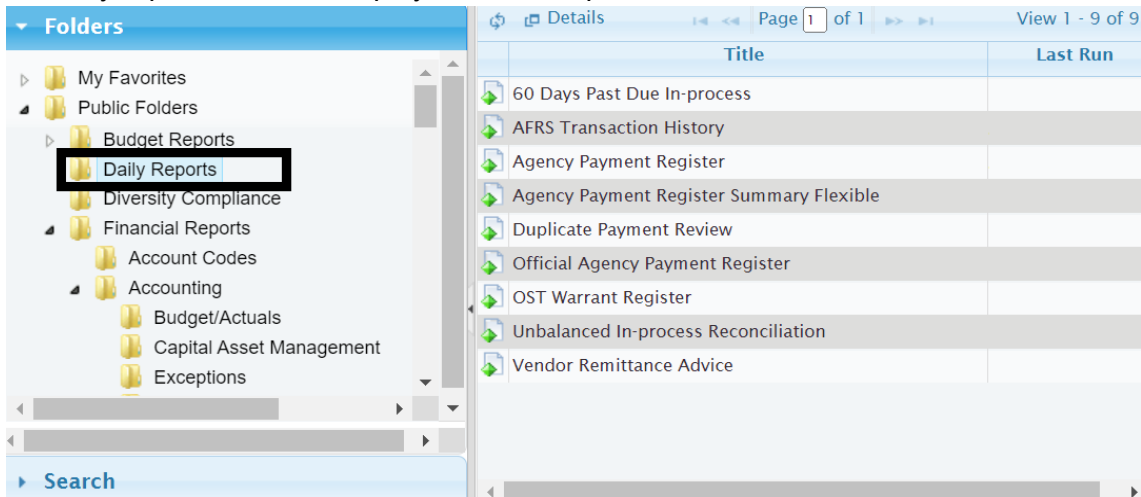 Folders
My Favorites
Public Folders
Budget Reports
Daily Reports
Diversity Compliance
Financial Reports
Account Codes
Accounting
Budget/Actuals
Capital Asset Management
Exceptions
Search
Details Page 1 of 1 View 1 - 9 of 9
Title Last Run
60 Days Past Due In-process
AFRS Transaction History
Agency Payment Register
Agency Payment Register Summary Flexible
Duplicate Payment Review
Official Agency Payment Register
OST Warrant Register
Unbalanced In-process Reconciliation
Vendor Remittance Advice